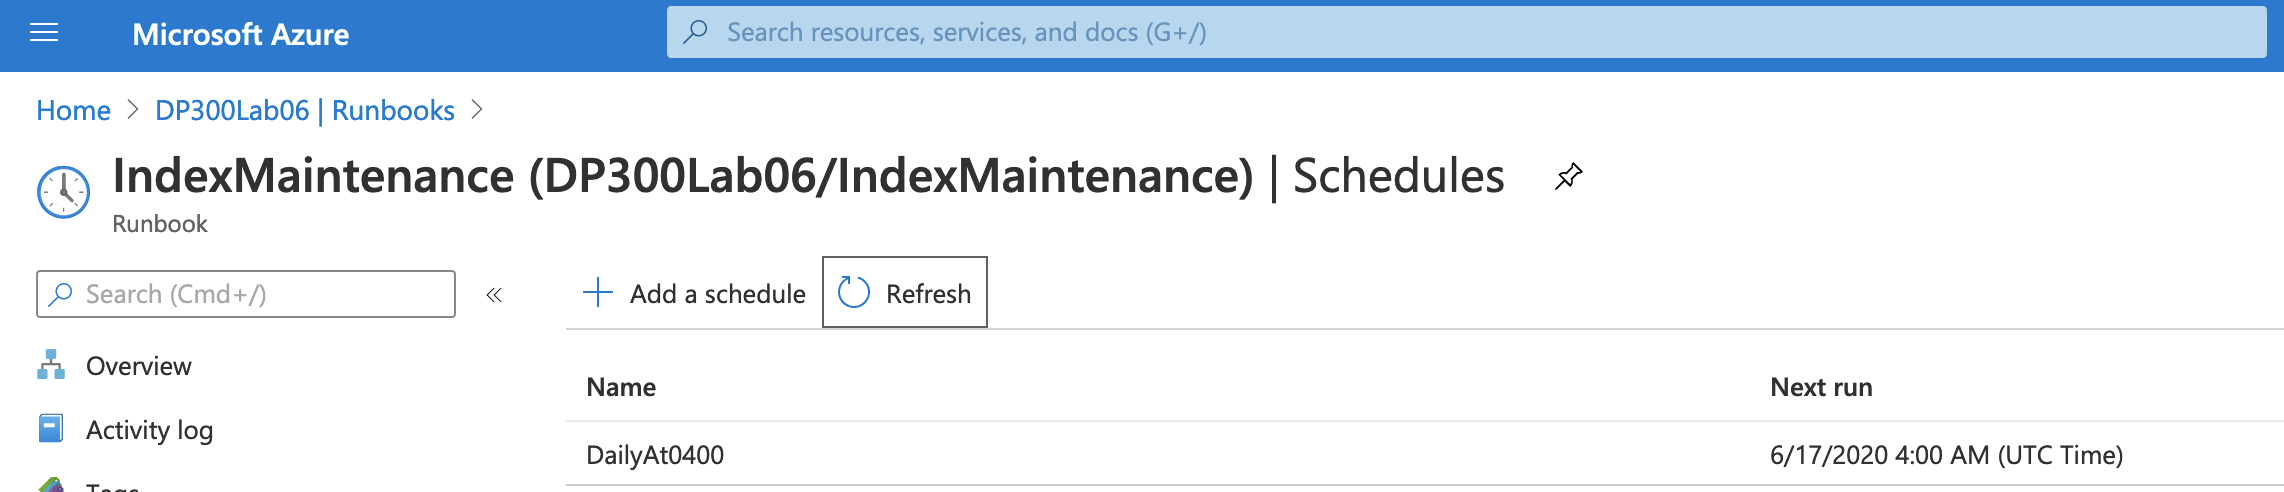 Microsoft Azure
Search resources, services, and docs (G+/)
Home > DP300Lab06 | Runbooks >
IndexMaintenance (DP300Lab06/IndexMaintenance) | Schedules
Runbook
Search (Cmd+/)
«
Add a schedule
Refresh
Overview
Activity log
Tags
Name
Next run
DailyAt0400
6/17/2020 4:00 AM (UTC Time)